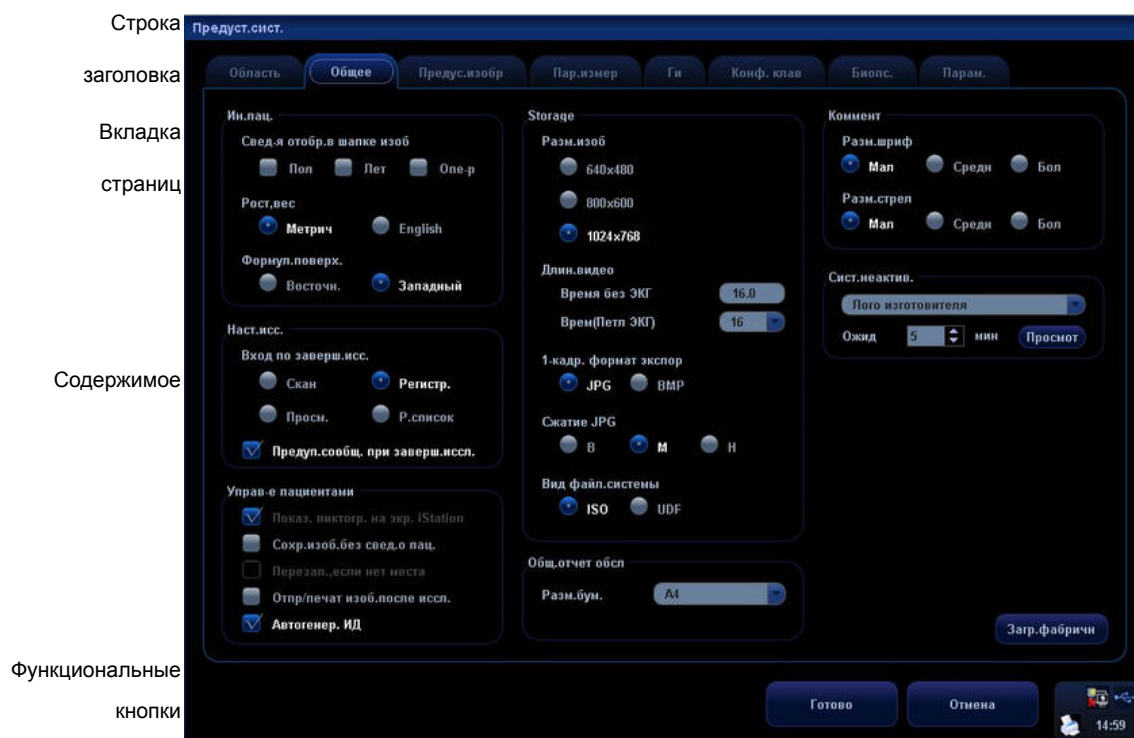 Строка
заголовка
Вкладка
страниц
Содержимое
Функциональные
кнопки
Предуст.сист.
Область Общее Предус.изобр Пар.измер Ги Конф. клав Биопс. Парам.
Ин.пац.
Свед-я отобр.в шапке изоб
Пол Лет Опе-р
Рост,вес
Метрич English
Формул.поверх.
Восточн. Западный
Наст.исс.
Вход по заверш.исс.
Скан Регистр.
Просм. Р.список
Предуп.сообщ. при заверш.иссл.
Управ-е пациентами
Показ. пиктогр. на экр. iStation
Сохр.изоб.без свед.о пац.
Перезап.,если нет места
Отпр/печат изоб.после иссл.
Автогенер. ИД
Storage
Разм.изоб
640x480
800x600
1024x768
Длин.видео
Время без ЭКГ 16.0
Врем(Петл ЭКГ) 16
1-кадр. формат экспор
JPG BMP
Сжатие JPG
В М Н
Вид файл.системы
ISO UDF
Общ.отчет обсл
Разм.бум. A4
Коммент
Разм.шриф
Мал Средн Бол
Разм.стрел
Мал Средн Бол
Сист.неактив.
Лого изготовителя
Ожид 5 мин Просмот
Загр.фабричн
Готово Отмена
14:59